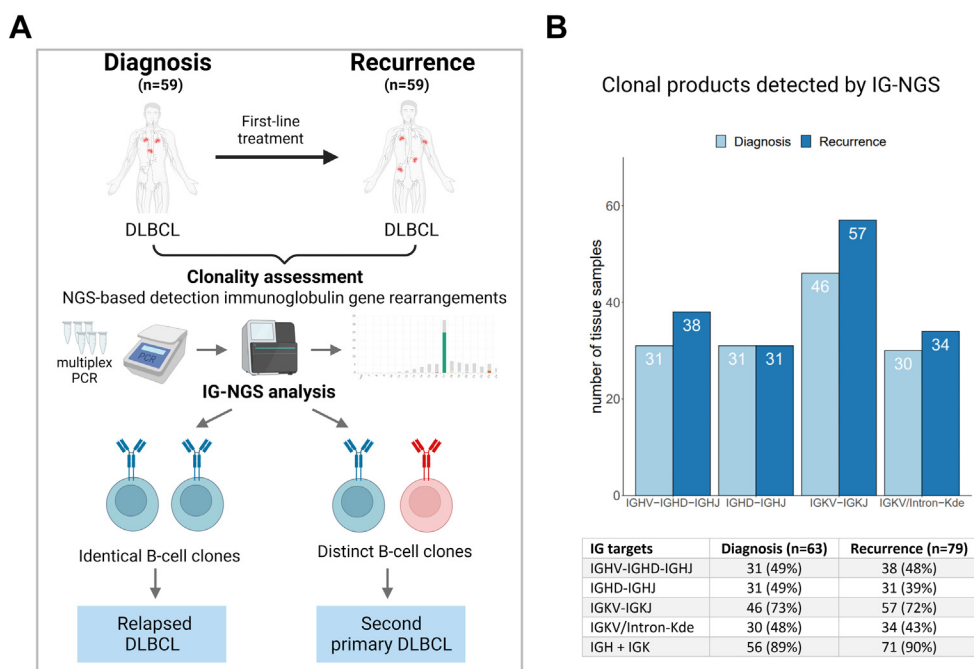 A
Diagnosis
(n=59)
Recurrence
(n=59)
First-line
treatment
DLBCL
DLBCL
Clonality assessment
NGS-based detection immunoglobulin gene rearrangements
multiplex
PCR
PCR
IG-NGS analysis
Identical B-cell clones
Distinct B-cell clones
Relapsed
DLBCL
Second
primary DLBCL
B
Clonal products detected by IG-NGS
Diagnosis Recurrence
number of tissue samples
60
40
20
0
31 38 31 31 46 57 30 34
IGHV−IGHD−IGHJ IGHD−IGHJ IGKV−IGKJ IGKV/Intron−Kde
IG targets Diagnosis (n=63) Recurrence (n=79)
IGHV-IGHD-IGHJ 31 (49%) 38 (48%)
IGHD-IGHJ 31 (49%) 31 (39%)
IGKV-IGKJ 46 (73%) 57 (72%)
IGKV/Intron-Kde 30 (48%) 34 (43%)
IGH + IGK 56 (89%) 71 (90%)